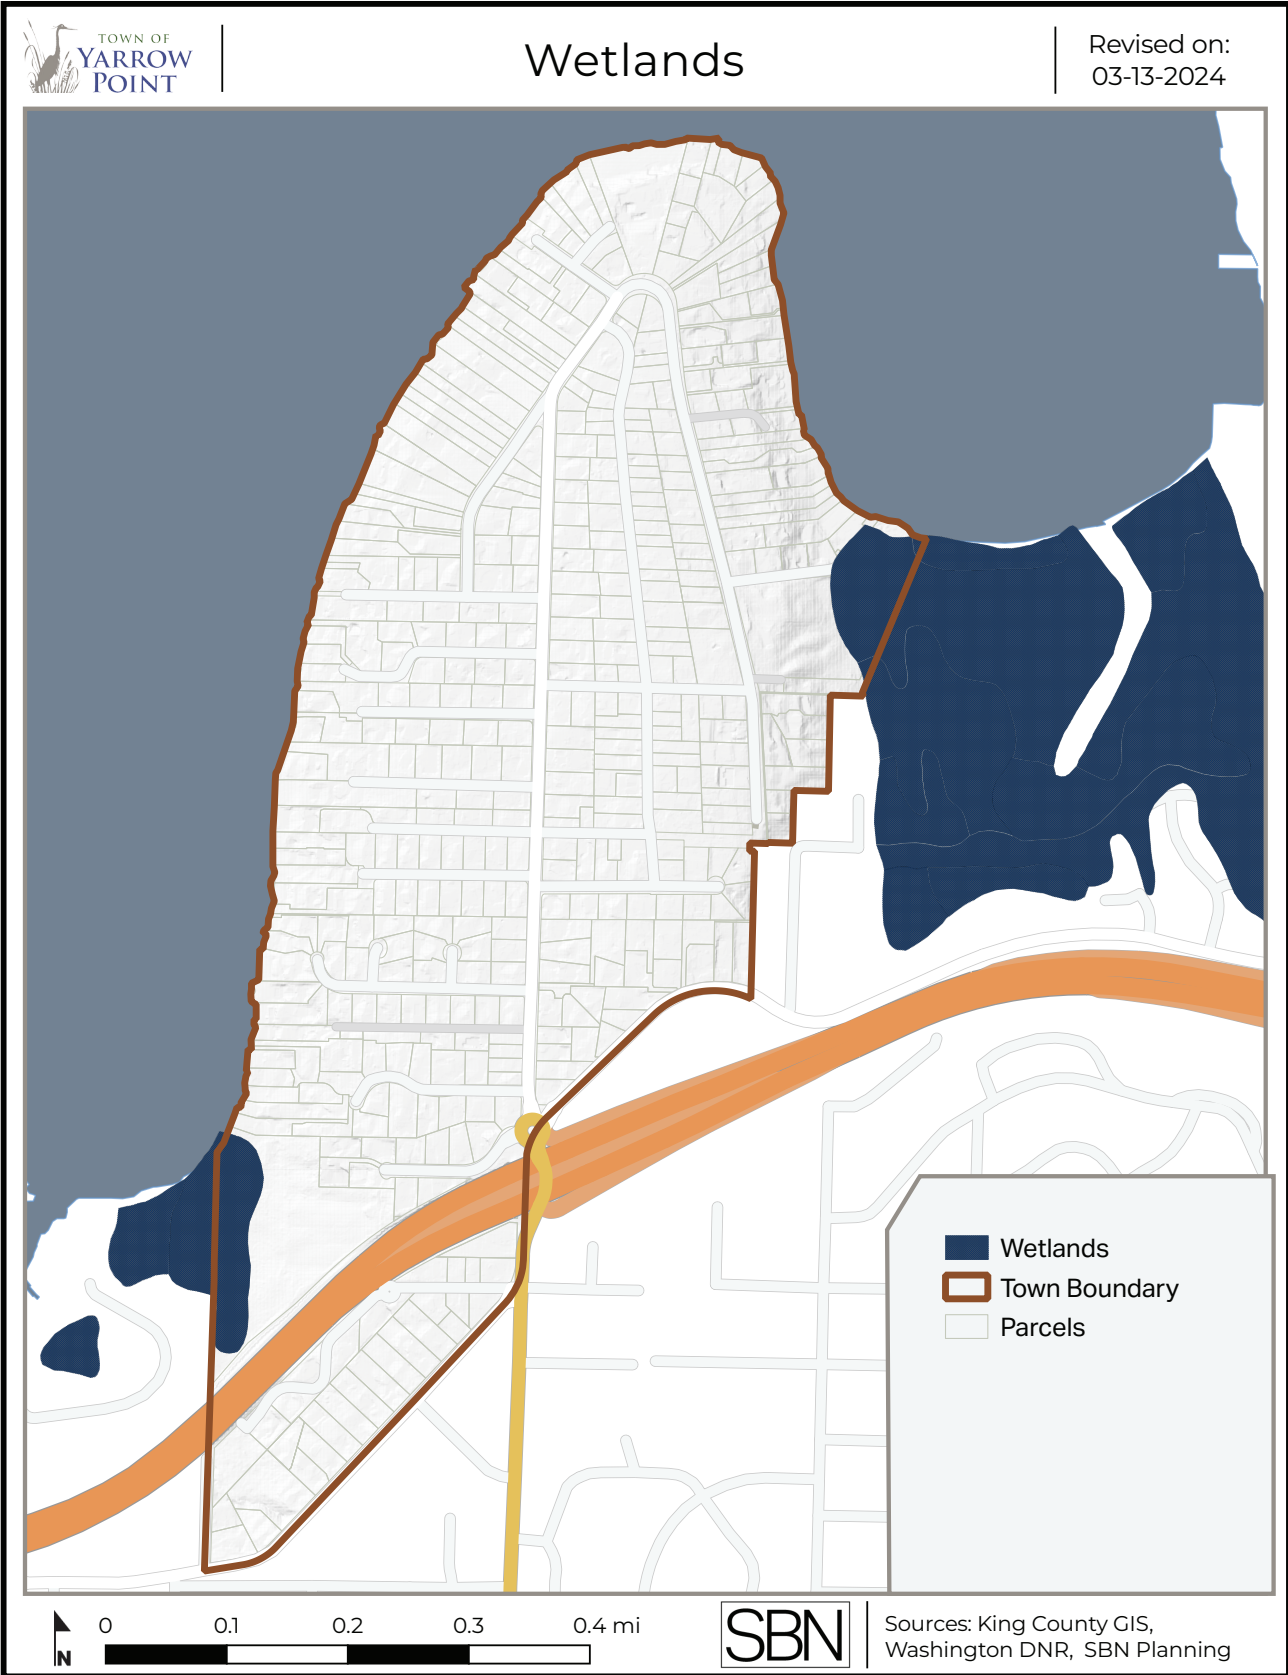 TOWN OF
YARROW
POINT
Wetlands
Revised on:
03-13-2024
Wetlands
Town Boundary
Parcels
N
0 0.1 0.2 0.3 0.4 mi
SBN
Sources: King County GIS,
Washington DNR, SBN Planning